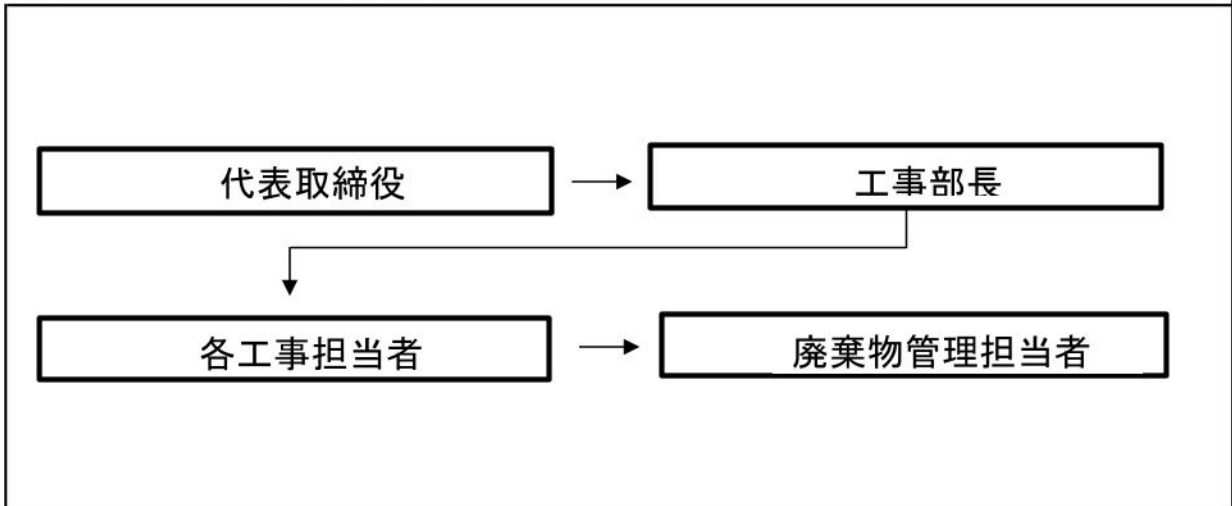 代表取締役
工事部長
各工事担当者
廃棄物管理担当者